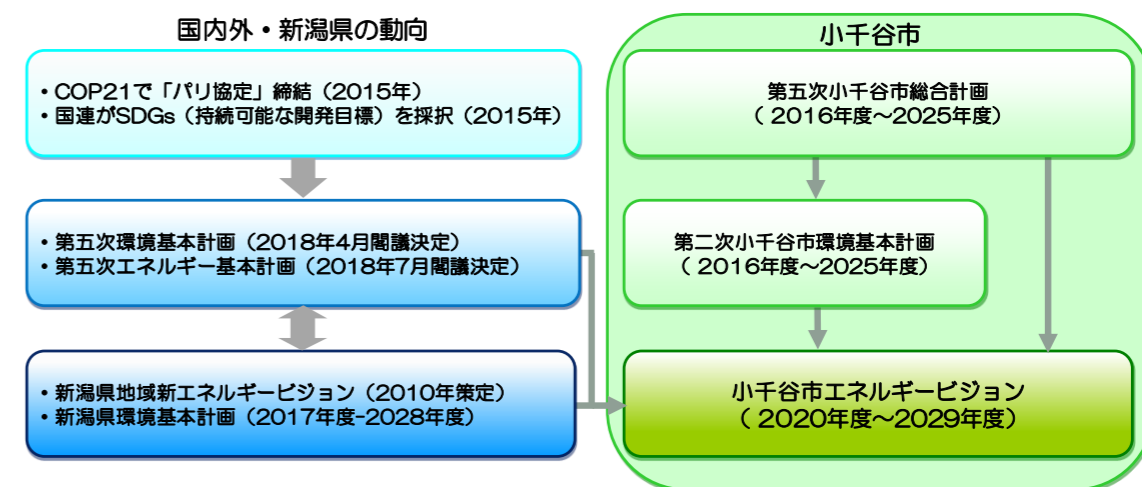 国内外・新潟県の動向
・COP21で「パリ協定」締結（2015年）
・国連がSDGs（持続可能な開発目標）を採択（2015年）
・第五次環境基本計画（2018年4月閣議決定）
・第五次エネルギー基本計画（2018年7月閣議決定）
・新潟県地域新エネルギービジョン（2010年策定）
・新潟県環境基本計画（2017年度-2028年度）
小千谷市
第五次小千谷市総合計画
（ 2016年度～2025年度）
第二次小千谷市環境基本計画
（ 2016年度～2025年度）
小千谷市エネルギービジョン
（ 2020年度～2029年度）